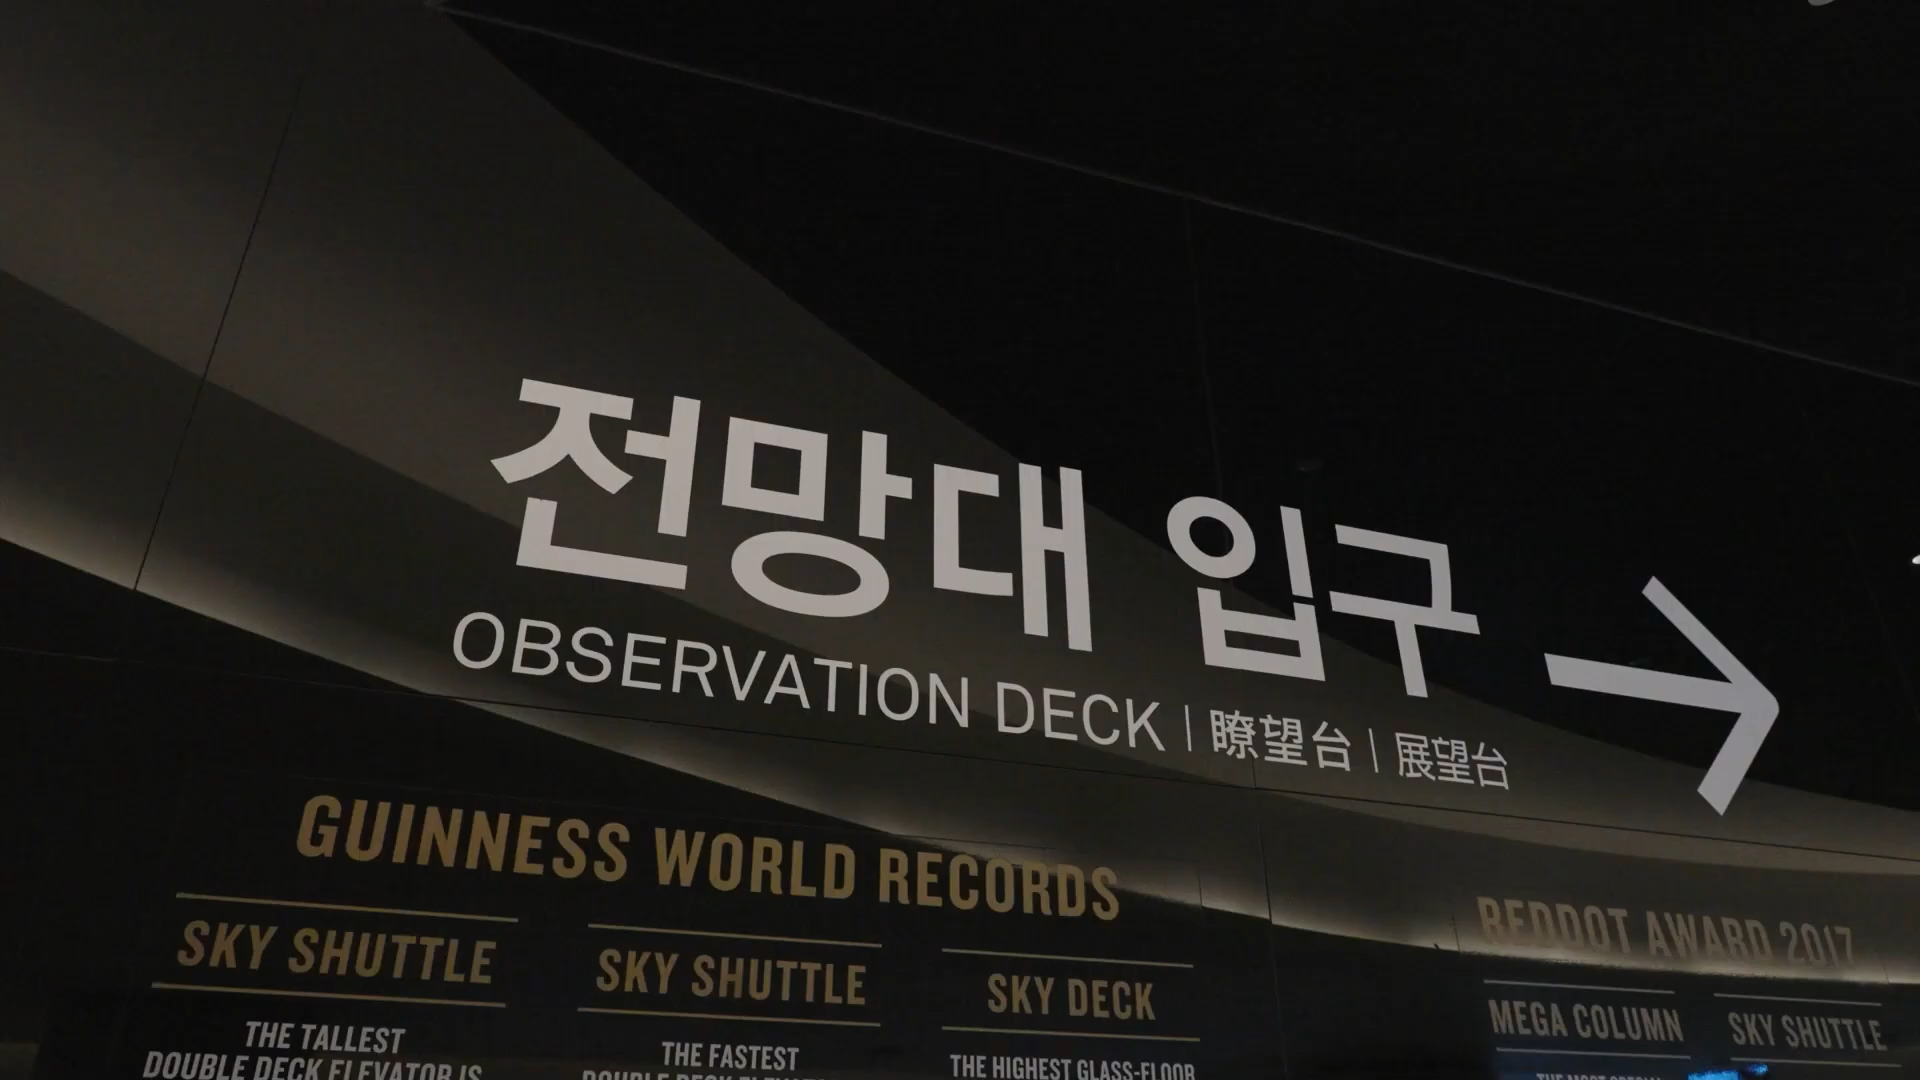 전망대 입구 →
OBSERVATION DECK | 瞭望台 | 展望台
GUINNESS WORLD RECORDS
SKY SHUTTLE
THE TALLEST
DOUBLE DECK ELEVATOR IS
SKY SHUTTLE
THE FASTEST
DOUBLE DECK
SKY DECK
THE HIGHEST GLASS-FLOOR
REDDOT AWARD 2017
MEGA COLUMN
SKY SHUTTLE